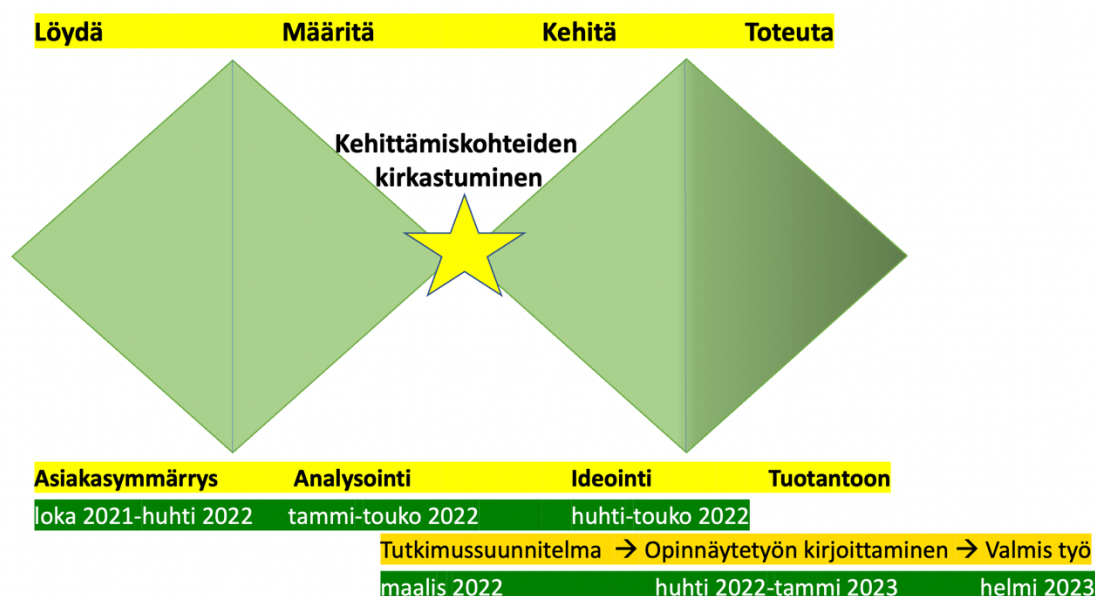 Löydä Määritä Kehitä Toteuta
Kehittämiskohteiden
kirkastuminen
Asiakasymmärrys Analysointi Ideointi Tuotantoon
loka 2021-huhti 2022 tammi-touko 2022 huhti-touko 2022
Tutkimussuunnitelma → Opinnäytetyön kirjoittaminen → Valmis työ
maalis 2022 huhti 2022-tammi 2023 helmi 2023